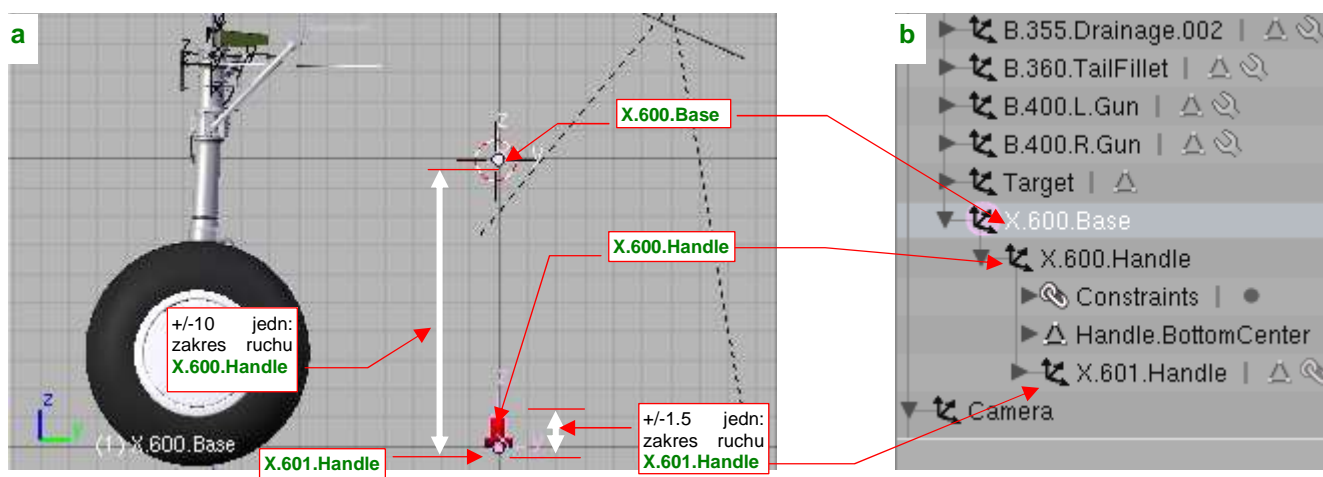 a
X.600.Base
z
y
X.600.Handle
+/-10 jedn:
zakres ruchu
X.600.Handle
z
y
(1) X.600.Base
X.601.Handle
z
y
+/-1.5 jedn:
zakres ruchu
X.601.Handle
b
B.355.Drainage.002
B.360.TailFillet
B.400.L.Gun
B.400.R.Gun
Target
X.600.Base
X.600.Handle
Constraints
Handle.BottomCenter
X.601.Handle
Camera